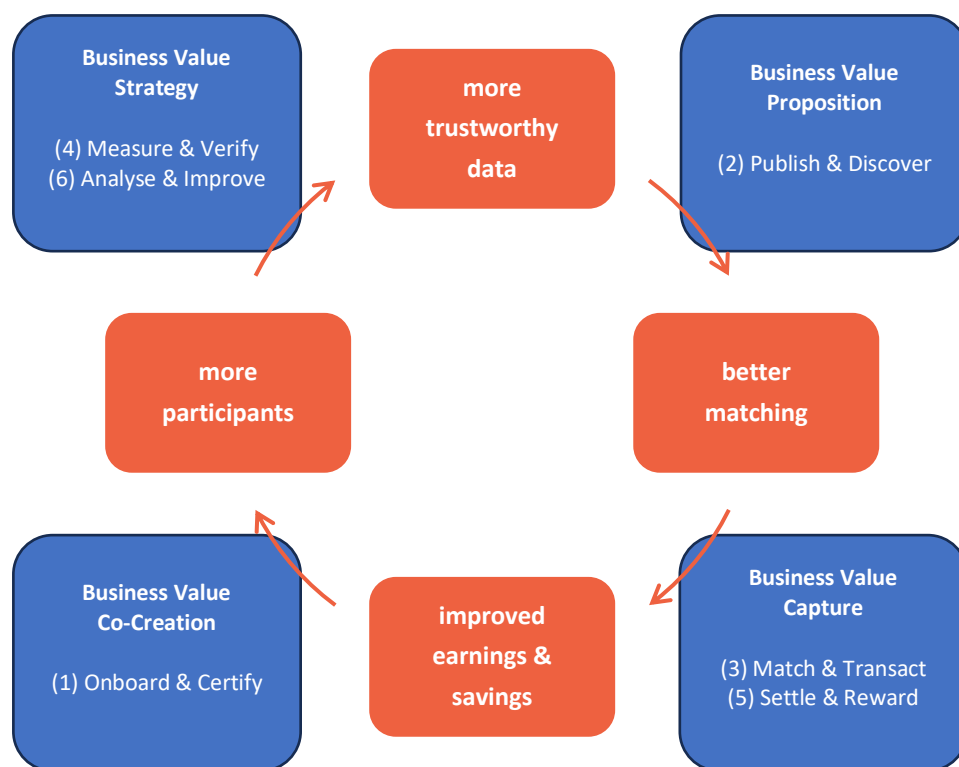 Business Value
Strategy
(4) Measure & Verify
(6) Analyse & Improve
more
trustworthy
data
Business Value
Proposition
(2) Publish & Discover
more
participants
better
matching
Business Value
Co-Creation
(1) Onboard & Certify
improved
earnings &
savings
Business Value
Capture
(3) Match & Transact
(5) Settle & Reward